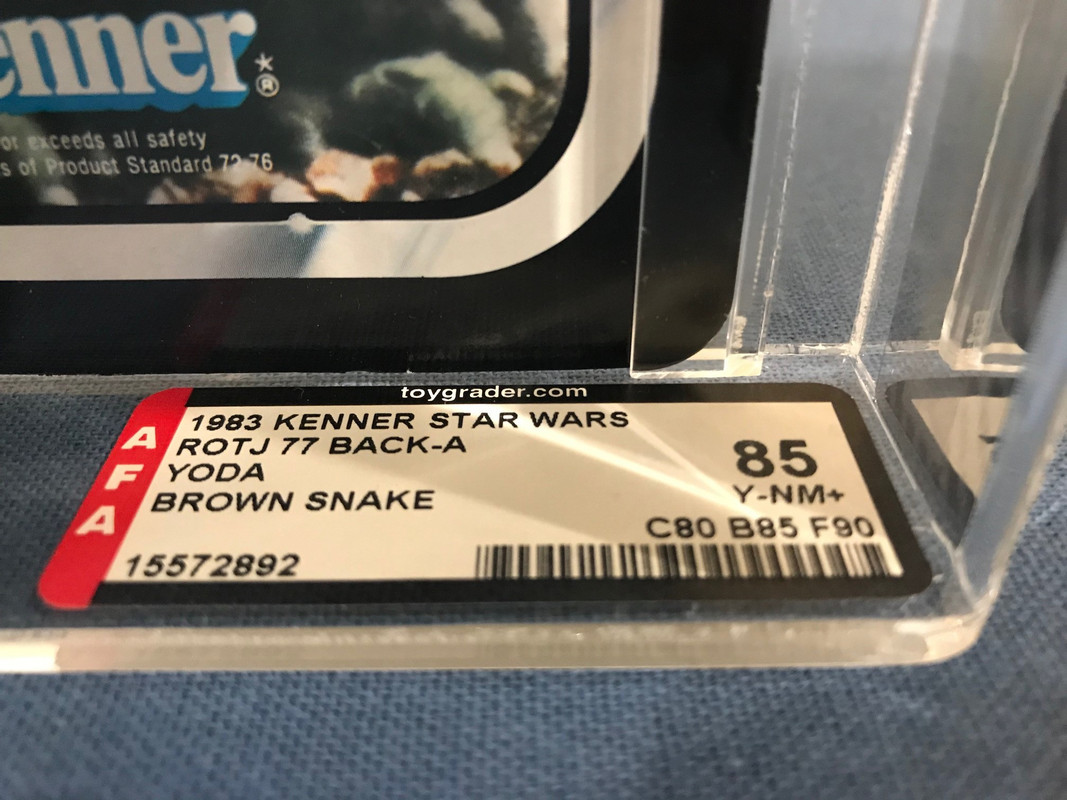 enner
*
®
or exceeds all safety
s of Product Standard 72-76
toygrader.com
AFA
1983 KENNER STAR WARS
ROTJ 77 BACK-A
YODA
BROWN SNAKE
85
Y-NM+
C80 B85 F90
15572892